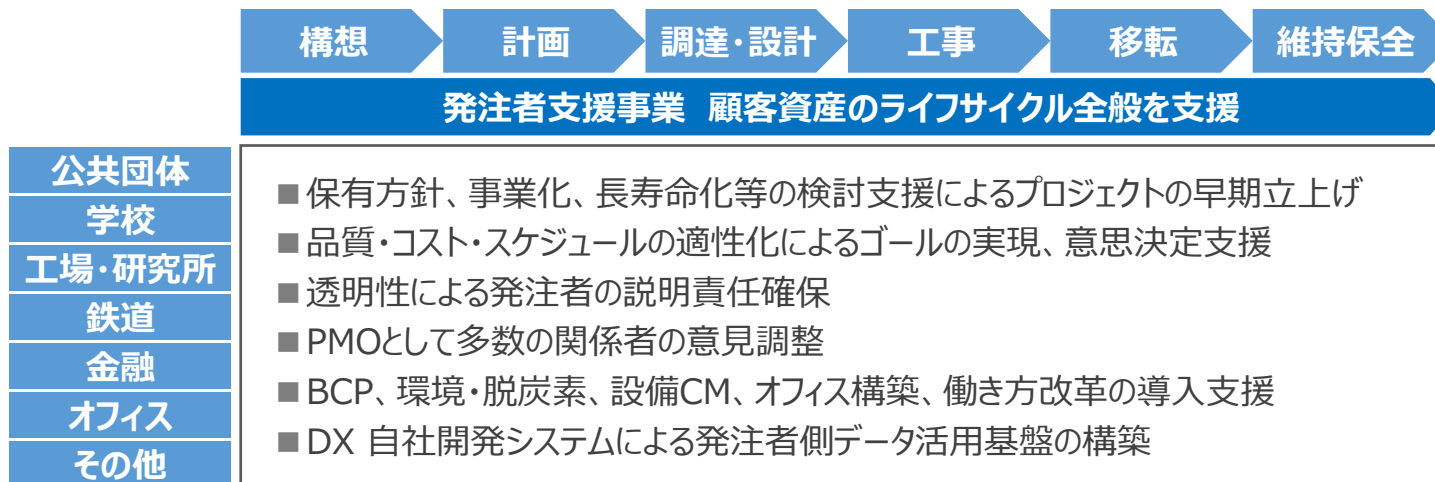 構想 計画 調達・設計 工事 移転 維持保全
発注者支援事業 顧客資産のライフサイクル全般を支援
公共団体
学校
工場・研究所
鉄道
金融
オフィス
その他
■保有方針、事業化、長寿命化等の検討支援によるプロジェクトの早期立上げ
■品質・コスト・スケジュールの適性化によるゴールの実現、意思決定支援
■透明性による発注者の説明責任確保
■PMOとして多数の関係者の意見調整
■BCP、環境・脱炭素、設備CM、オフィス構築、働き方改革の導入支援
■DX 自社開発システムによる発注者側データ活用基盤の構築